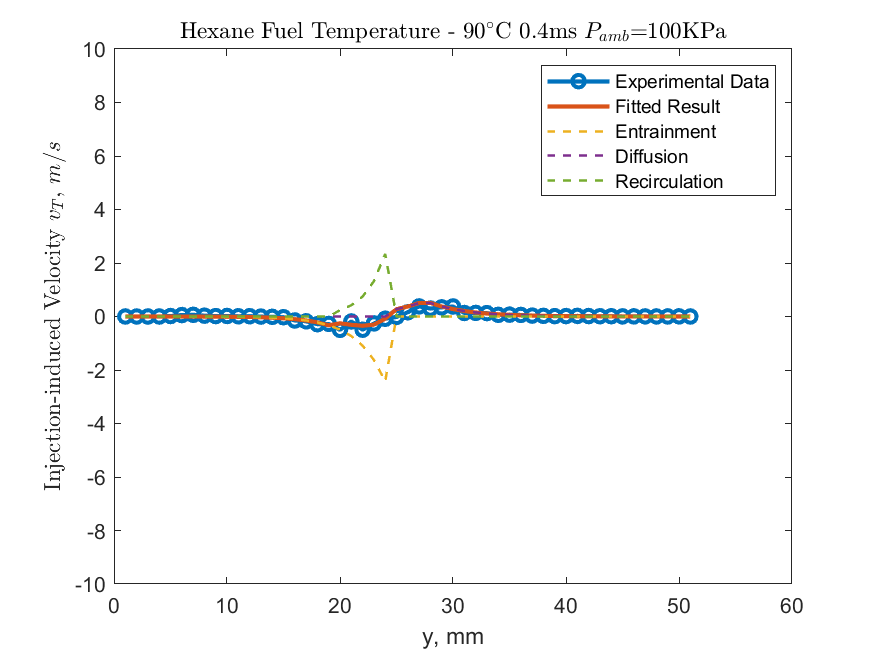 Hexane Fuel Temperature - 90°C 0.4ms P_amb=100KPa
Experimental Data
Fitted Result
Entrainment
Diffusion
Recirculation
Injection-induced Velocity v_T, m/s
10
8
6
4
2
0
-2
-4
-6
-8
-10
0 10 20 30 40 50 60
y, mm